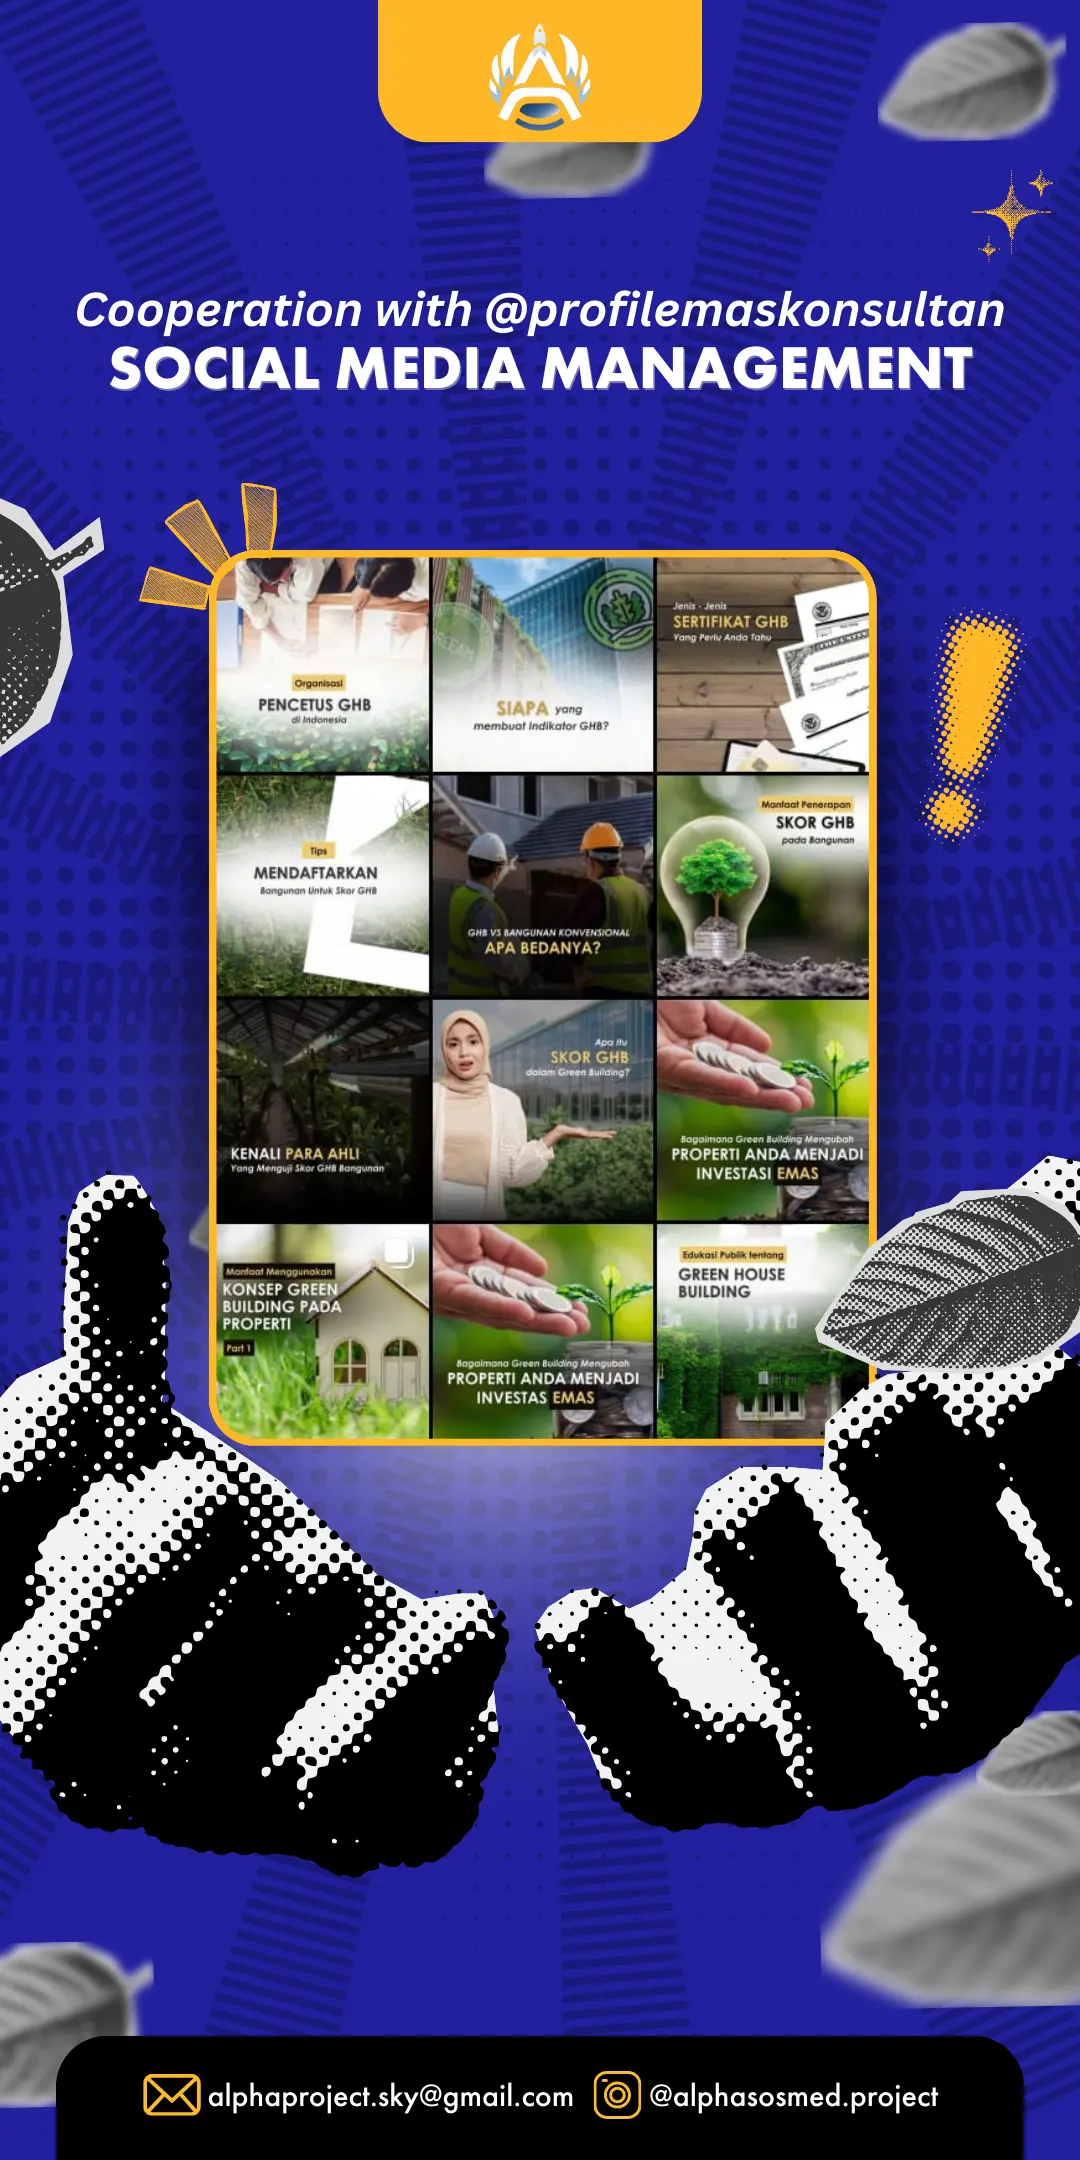 Cooperation with @profilemaskonsultan
SOCIAL MEDIA MANAGEMENT
Organisasi
PENCETUS GHB
di Indonesia
SIAPA yang
membuat Indikator GHB?
Jenis - Jenis
SERTIFIKAT GHB
Yang Perlu Anda Tahu
Tips
MENDAFTARKAN
Bangunan Untuk Skor GHB
GHB VS BANGUNAN KONVENSIONAL
APA BEDANYA?
Manfaat Penerapan
SKOR GHB
pada Bangunan
KENALI PARA AHLI
Yang Menguji Skor GHB Bangunan
Apa Itu
SKOR GHB
dalam Green Building?
Bagaimana Green Building Mengubah
PROPERTI ANDA MENJADI
INVESTASI EMAS
Manfaat Menggunakan
KONSEP GREEN
BUILDING PADA
PROPERTI
Part 1
Bagaimana Green Building Mengubah
PROPERTI ANDA MENJADI
INVESTAS EMAS
Edukasi Publik tentang
GREEN HOUSE
BUILDING
alphaproject.sky@gmail.com
@alphasosmed.project